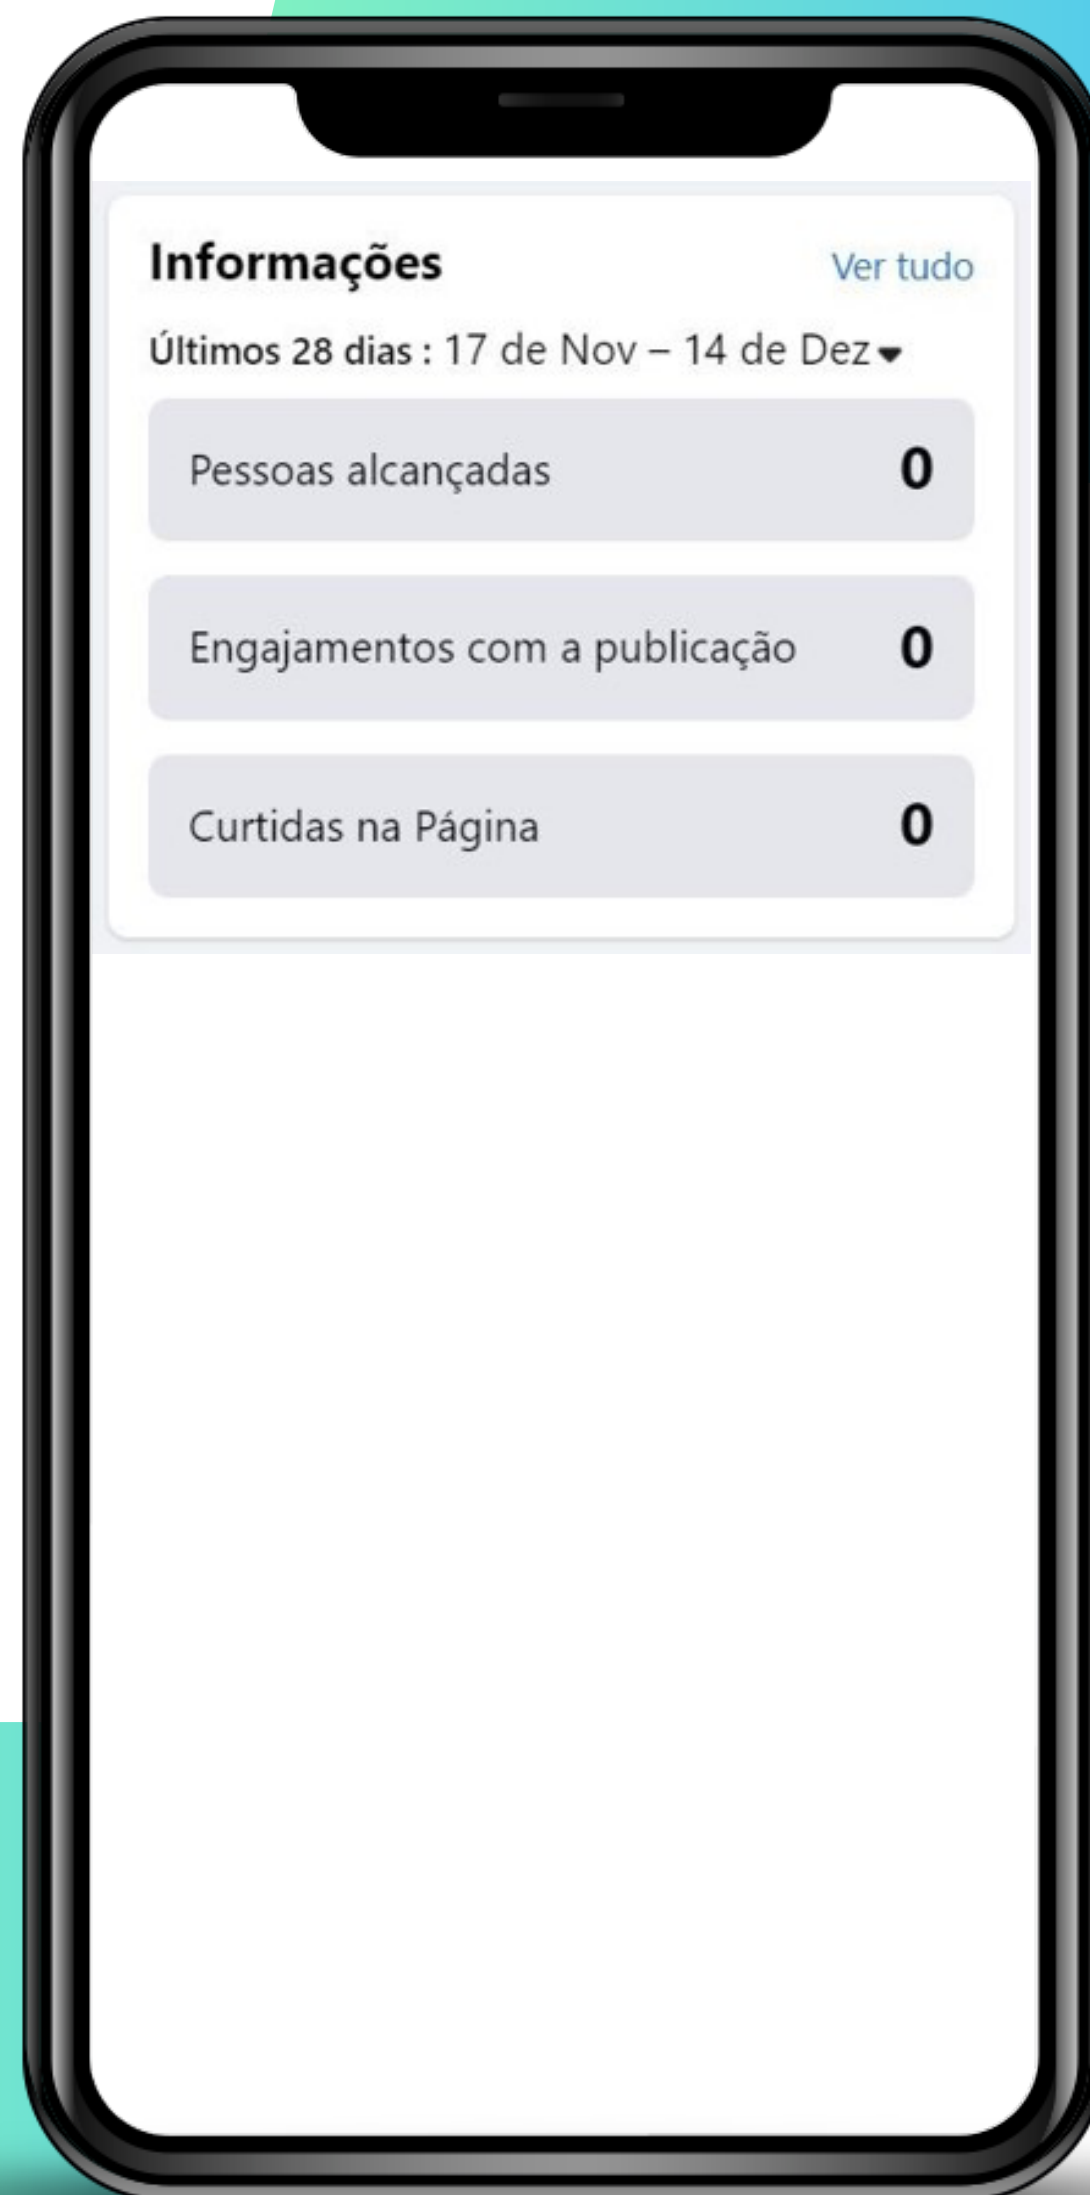 Informações
Ver tudo
Últimos 28 dias : 17 de Nov – 14 de Dez
Pessoas alcançadas 0
Engajamentos com a publicação 0
Curtidas na Página 0